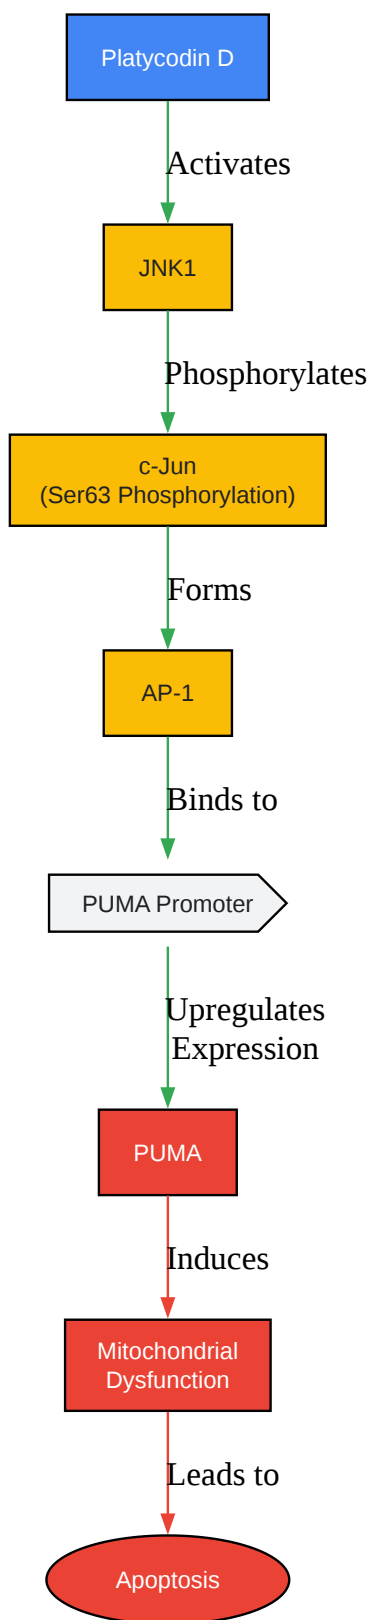 Platycodin D
Activates
JNK1
Phosphorylates
c-Jun
(Ser63 Phosphorylation)
Forms
AP-1
Binds to
PUMA Promoter
Upregulates
Expression
PUMA
Induces
Mitochondrial
Dysfunction
Leads to
Apoptosis